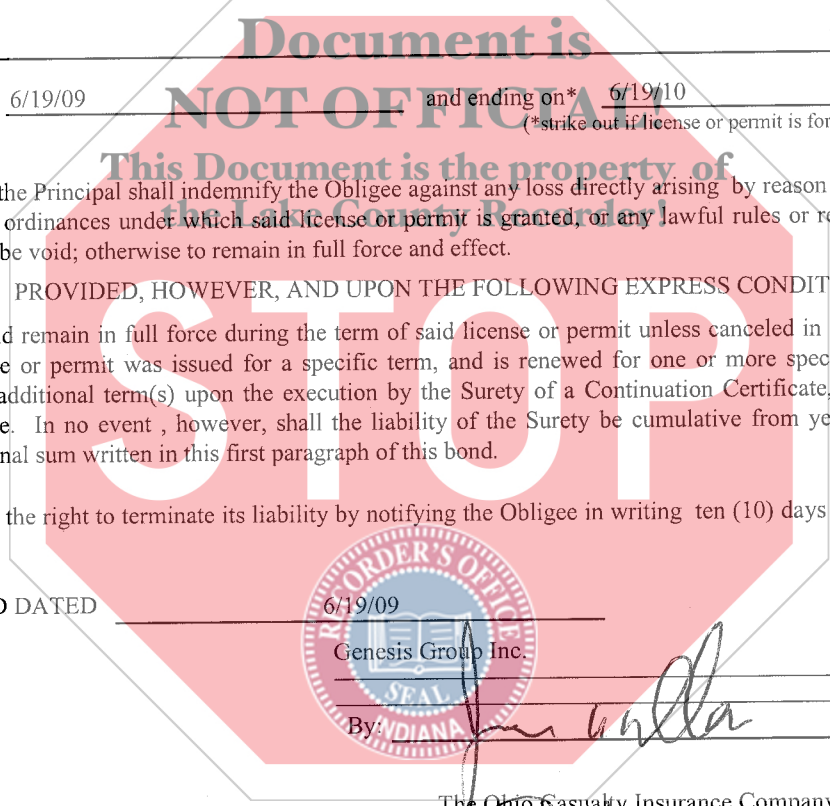 Document is
6/19/09 and ending on* 6/19/10
NOT OFFICIAL!
(*strike out if license or permit is for
This Document is the property of
the Principal shall indemnify the Obligee against any loss directly arising by reason
the Lake County Recorder!
ordinances under which said license or permit is granted, or any lawful rules or re
be void; otherwise to remain in full force and effect.
PROVIDED, HOWEVER, AND UPON THE FOLLOWING EXPRESS CONDIT
d remain in full force during the term of said license or permit unless canceled in
e or permit was issued for a specific term, and is renewed for one or more spec
additional term(s) upon the execution by the Surety of a Continuation Certificate,
e. In no event , however, shall the liability of the Surety be cumulative from ye
nal sum written in this first paragraph of this bond.
STOP
the right to terminate its liability by notifying the Obligee in writing ten (10) days
RECORDER'S OFFICE
D DATED 6/19/09
Genesis Group Inc.
SEAL
INDIANA
By:
The Ohio Casualty Insurance Company